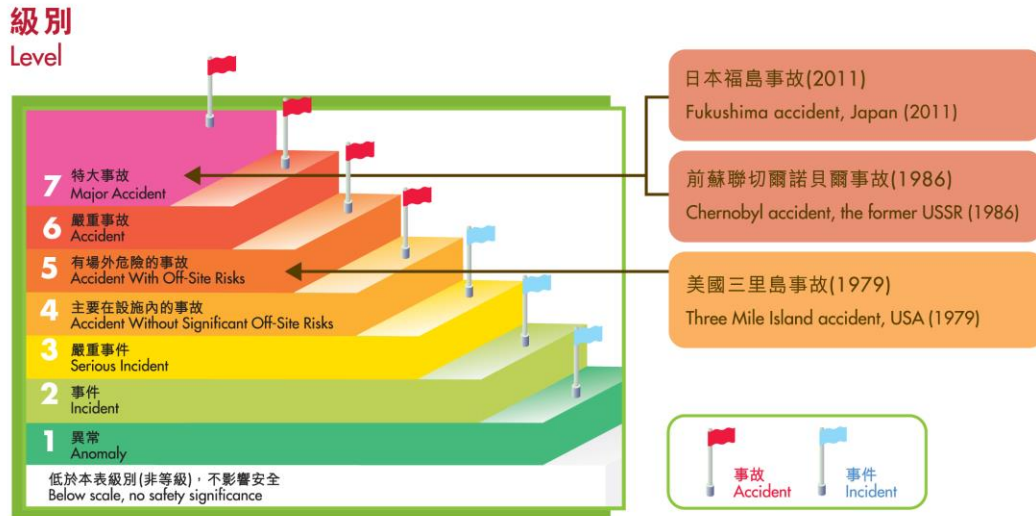 級別
Level
7 特大事故
Major Accident
6 嚴重事故
Accident
5 有場外危險的事故
Accident With Off-Site Risks
4 主要在設施內的事故
Accident Without Significant Off-Site Risks
3 嚴重事件
Serious Incident
2 事件
Incident
1 異常
Anomaly
低於本表級別(非等級)，不影響安全
Below scale, no safety significance
日本福島事故(2011)
Fukushima accident, Japan (2011)
前蘇聯切爾諾貝爾事故(1986)
Chernobyl accident, the former USSR (1986)
美國三里島事故(1979)
Three Mile Island accident, USA (1979)
事故
Accident
事件
Incident